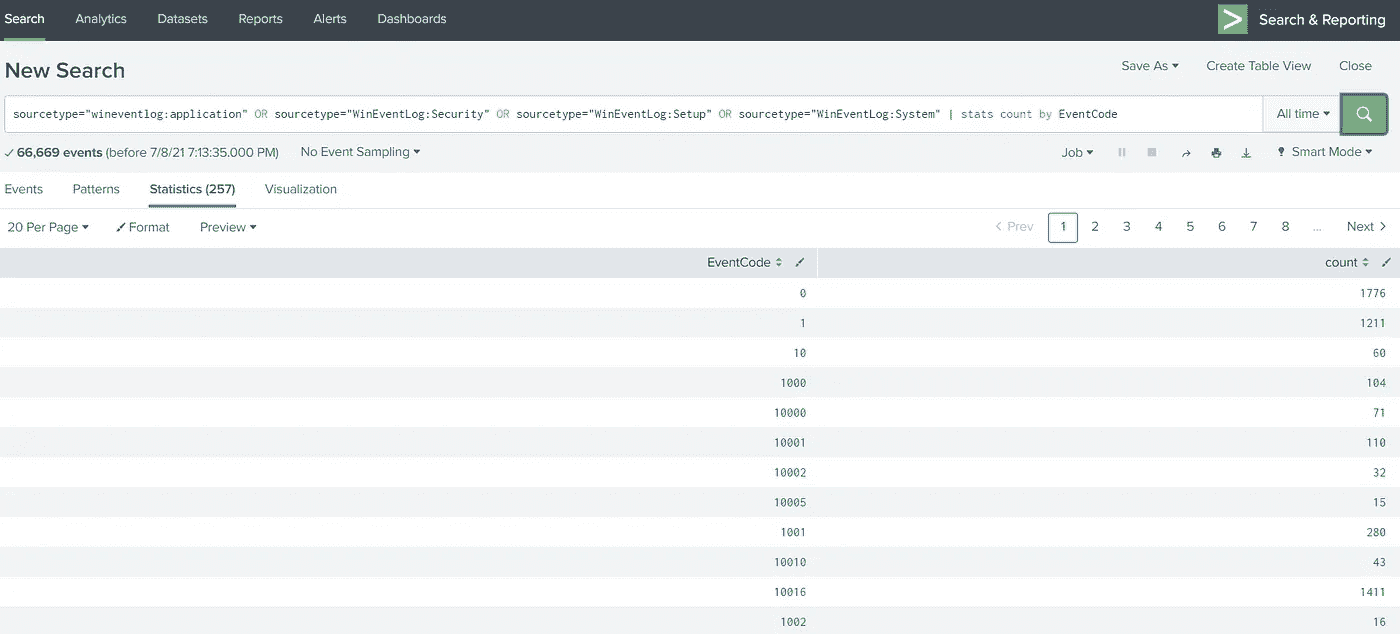 Search Analytics Datasets Reports Alerts Dashboards Search & Reporting
New Search Save As Create Table View Close
sourcetype="wineventlog:application" OR sourcetype="WinEventLog:Security" OR sourcetype="WinEventLog:Setup" OR sourcetype="WinEventLog:System" | stats count by EventCode All time
66,669 events (before 7/8/21 7:13:35.000 PM) No Event Sampling Job Smart Mode
Events Patterns Statistics (257) Visualization
20 Per Page Format Preview < Prev 1 2 3 4 5 6 7 8 ... Next >
EventCode count
0 1776
1 1211
10 60
1000 104
10000 71
10001 110
10002 32
10005 15
1001 280
10010 43
10016 1411
1002 16